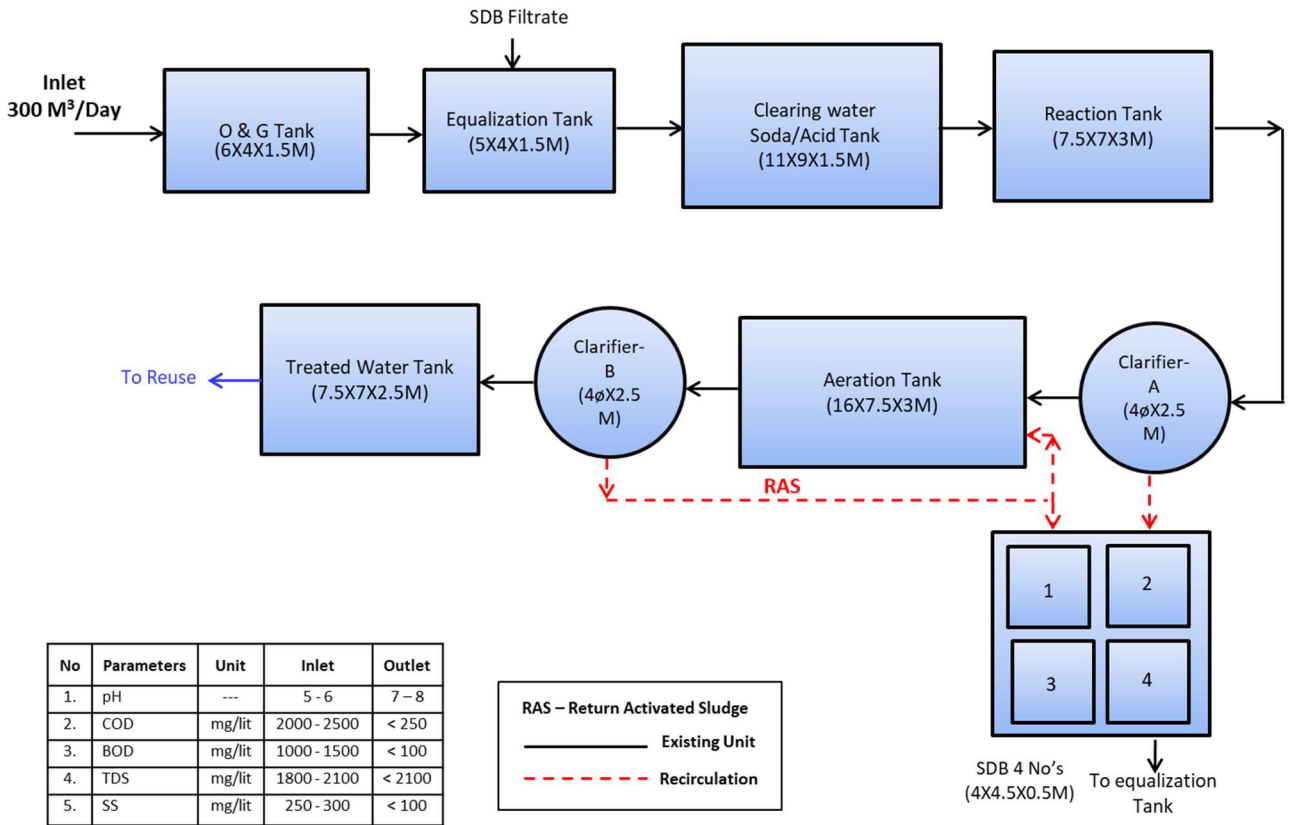 SDB Filtrate
Inlet
300 M³/Day
O & G Tank
(6X4X1.5M)
Equalization Tank
(5X4X1.5M)
Clearing water
Soda/Acid Tank
(11X9X1.5M)
Reaction Tank
(7.5X7X3M)
To Reuse
Treated Water Tank
(7.5X7X2.5M)
Clarifier-
B
(4øX2.5
M)
Aeration Tank
(16X7.5X3M)
Clarifier-
A
(4øX2.5
M)
RAS
1
2
3
4
SDB 4 No's
(4X4.5X0.5M)
To equalization
Tank
No Parameters Unit Inlet Outlet
1. pH --- 5 - 6 7 – 8
2. COD mg/lit 2000 - 2500 < 250
3. BOD mg/lit 1000 - 1500 < 100
4. TDS mg/lit 1800 - 2100 < 2100
5. SS mg/lit 250 - 300 < 100
RAS – Return Activated Sludge
Existing Unit
Recirculation